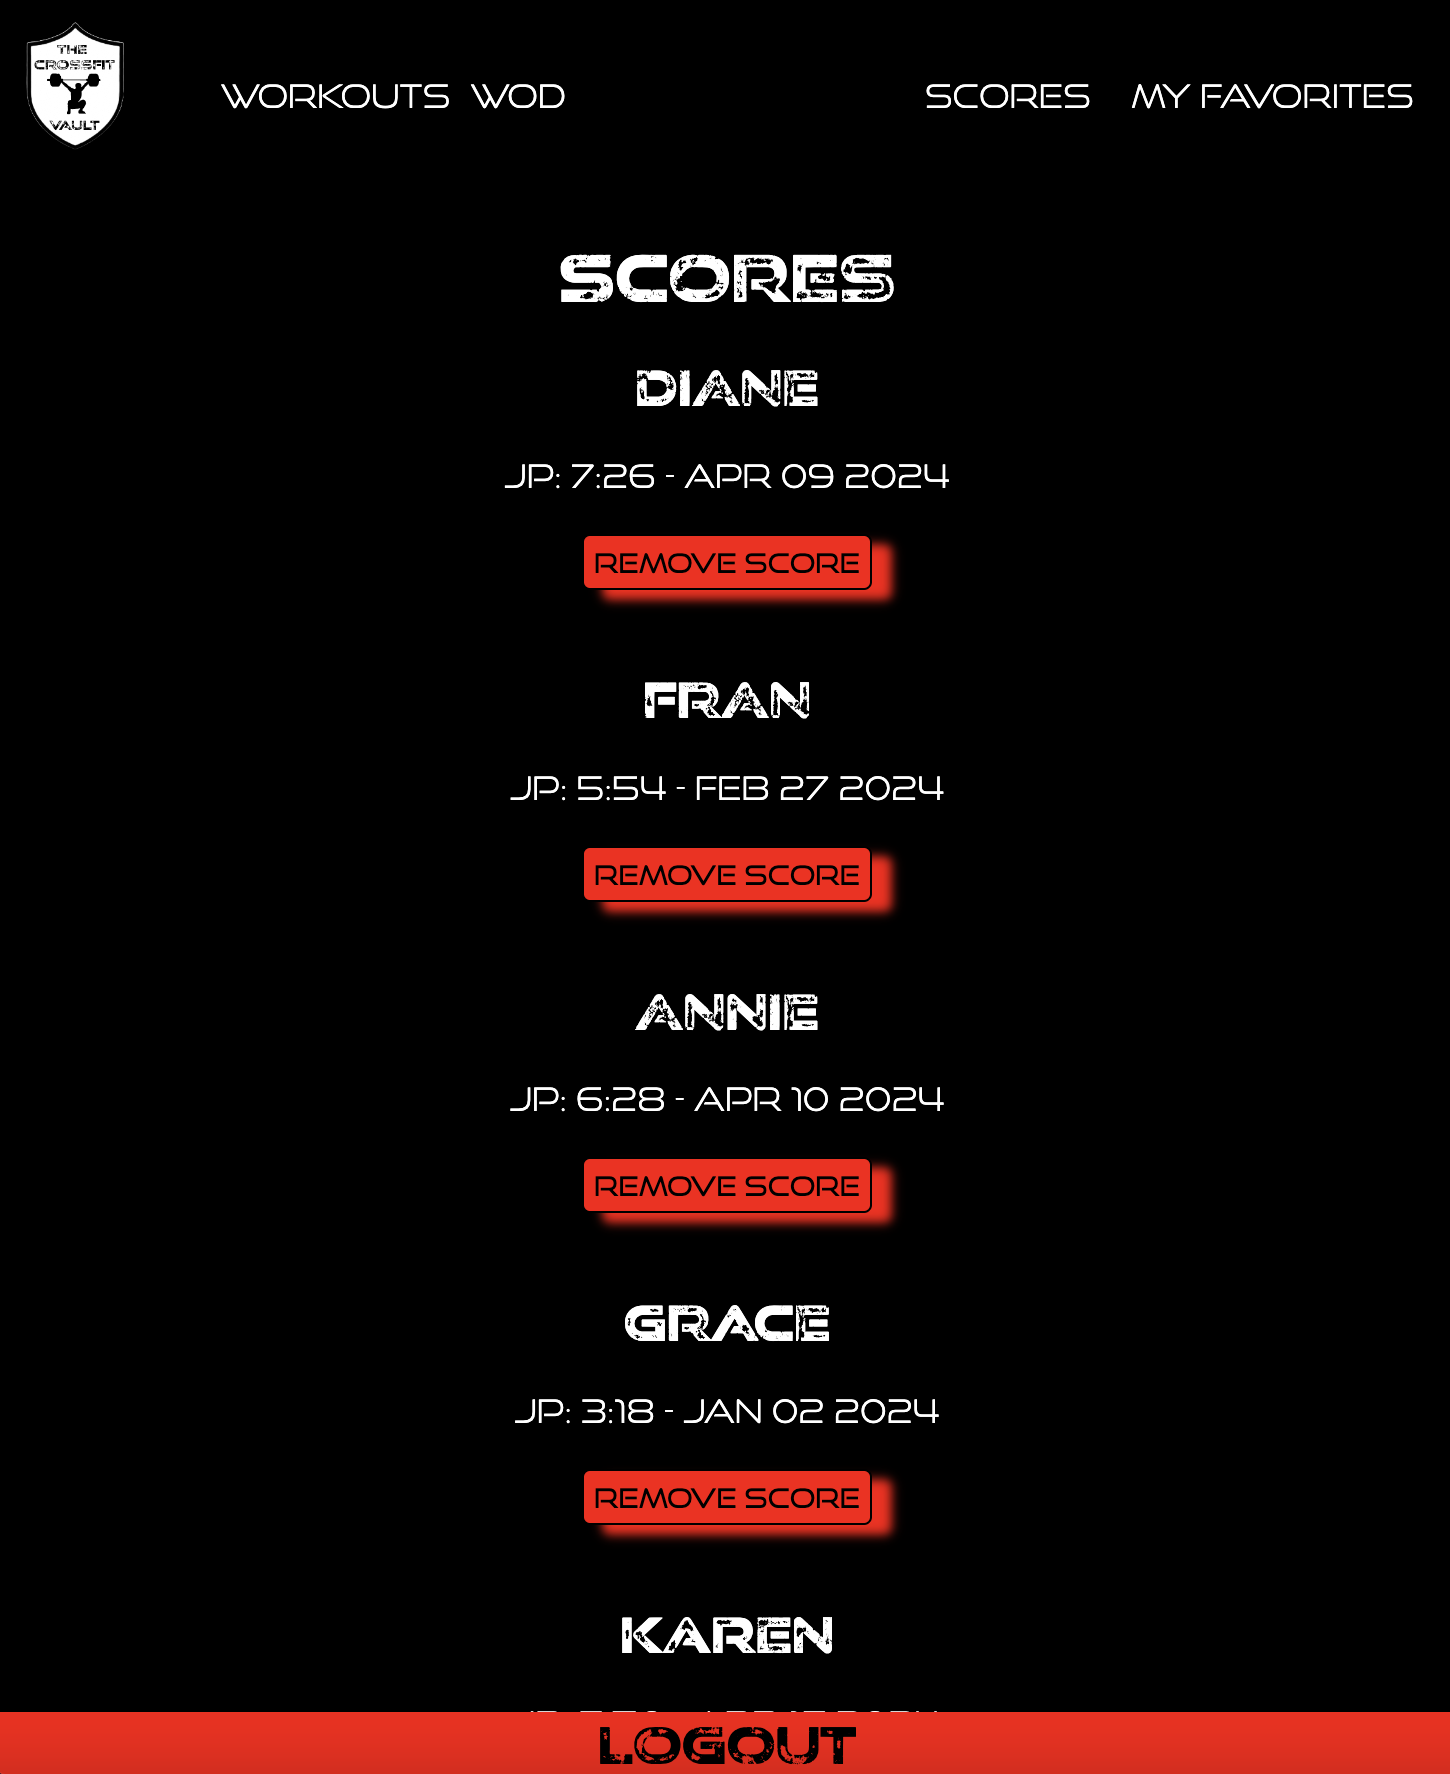 THE
CROSSFIT
VAULT
WORKOUTS WOD SCORES MY FAVORITES
SCORES
DIANE
JP: 7:26 - APR 09 2024
REMOVE SCORE
FRAN
JP: 5:54 - FEB 27 2024
REMOVE SCORE
ANNIE
JP: 6:28 - APR 10 2024
REMOVE SCORE
GRACE
JP: 3:18 - JAN 02 2024
REMOVE SCORE
KAREN
LOGOUT